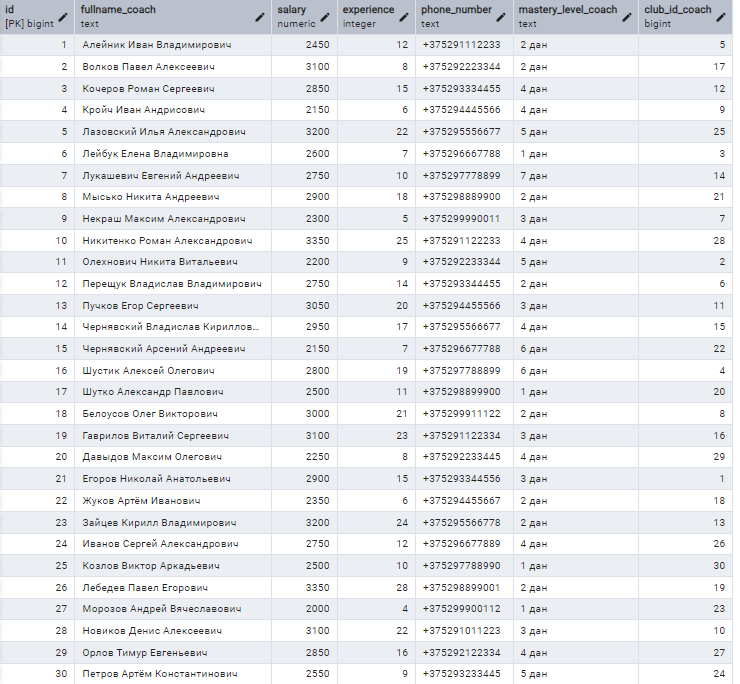 id fullname_coach salary experience phone_number mastery_level_coach club_id_coach
[PK] bigint text numeric integer text text bigint
1 Алейник Иван Владимирович 2450 12 +375291112233 2 дан 5
2 Волков Павел Алексеевич 3100 8 +375292223344 2 дан 17
3 Кочеров Роман Сергеевич 2850 15 +375293334455 4 дан 12
4 Кройч Иван Андрисович 2150 6 +375294445566 4 дан 9
5 Лазовский Илья Александрович 3200 22 +375295556677 5 дан 25
6 Лейбук Елена Владимировна 2600 7 +375296667788 1 дан 3
7 Лукашевич Евгений Андреевич 2750 10 +375297778899 7 дан 14
8 Мысько Никита Андреевич 2900 18 +375298889900 2 дан 21
9 Некраш Максим Александрович 2300 5 +375299990011 3 дан 7
10 Никитенко Роман Александрович 3350 25 +375291122233 4 дан 28
11 Олехнович Никита Витальевич 2200 9 +375292233344 5 дан 2
12 Перещук Владислав Владимирович 2750 14 +375293344455 2 дан 6
13 Пучков Егор Сергеевич 3050 20 +375294455566 3 дан 11
14 Чернявский Владислав Кириллов... 2950 17 +375295566677 4 дан 15
15 Чернявский Арсений Андреевич 2150 7 +375296677788 6 дан 22
16 Шустик Алексей Олегович 2800 19 +375297788899 6 дан 4
17 Шутко Александр Павлович 2500 11 +375298899900 1 дан 20
18 Белоусов Олег Викторович 3000 21 +375299911122 2 дан 8
19 Гаврилов Виталий Сергеевич 3100 23 +375291122334 3 дан 16
20 Давыдов Максим Олегович 2250 8 +375292233445 4 дан 29
21 Егоров Николай Анатольевич 2900 15 +375293344556 3 дан 1
22 Жуков Артём Иванович 2350 6 +375294455667 2 дан 18
23 Зайцев Кирилл Владимирович 3200 24 +375295566778 2 дан 13
24 Иванов Сергей Александрович 2750 12 +375296677889 4 дан 26
25 Козлов Виктор Аркадьевич 2500 10 +375297788990 1 дан 30
26 Лебедев Павел Егорович 3350 28 +375298899001 2 дан 19
27 Морозов Андрей Вячеславович 2000 4 +375299900112 1 дан 23
28 Новиков Денис Алексеевич 3100 22 +375291011223 3 дан 10
29 Орлов Тимур Евгеньевич 2850 16 +375292122334 4 дан 27
30 Петров Артём Константинович 2550 9 +375293233445 5 дан 24